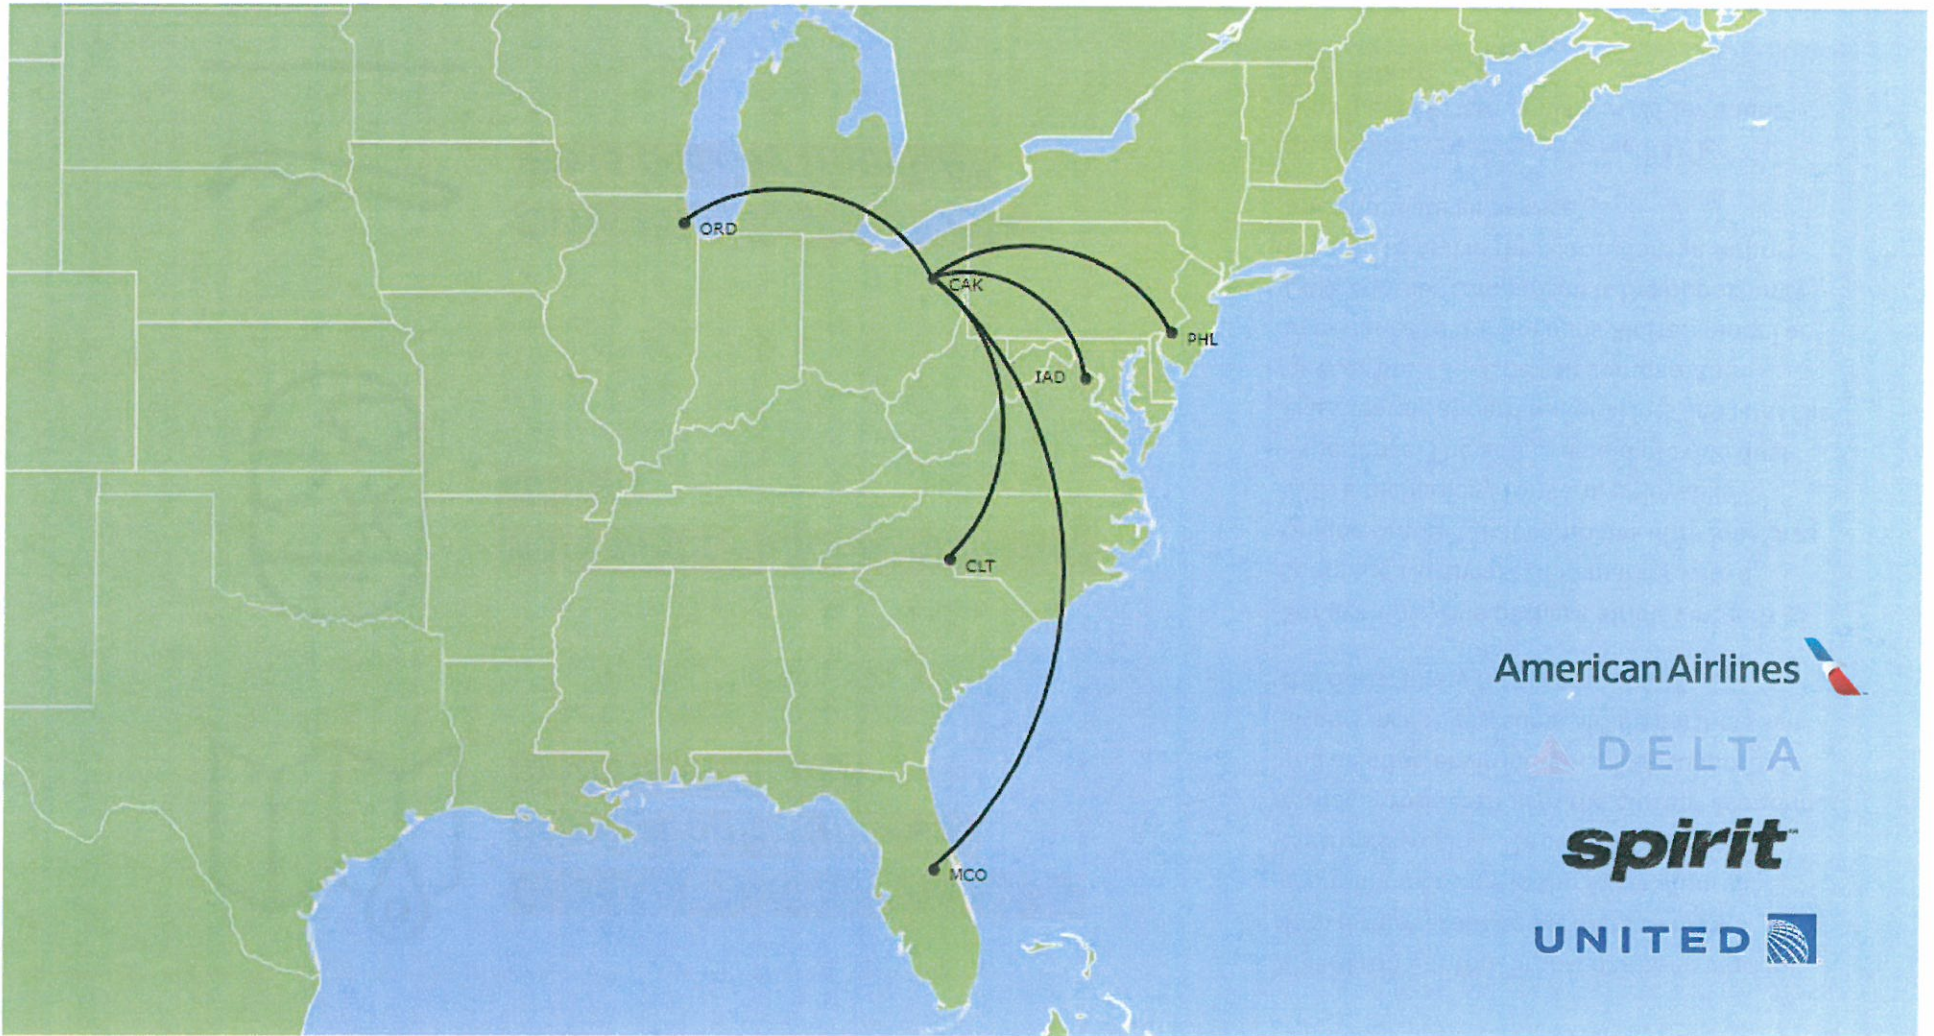 ORD
CAK
PHL
IAD
CLT
MCO
American Airlines
DELTA
spirit
UNITED